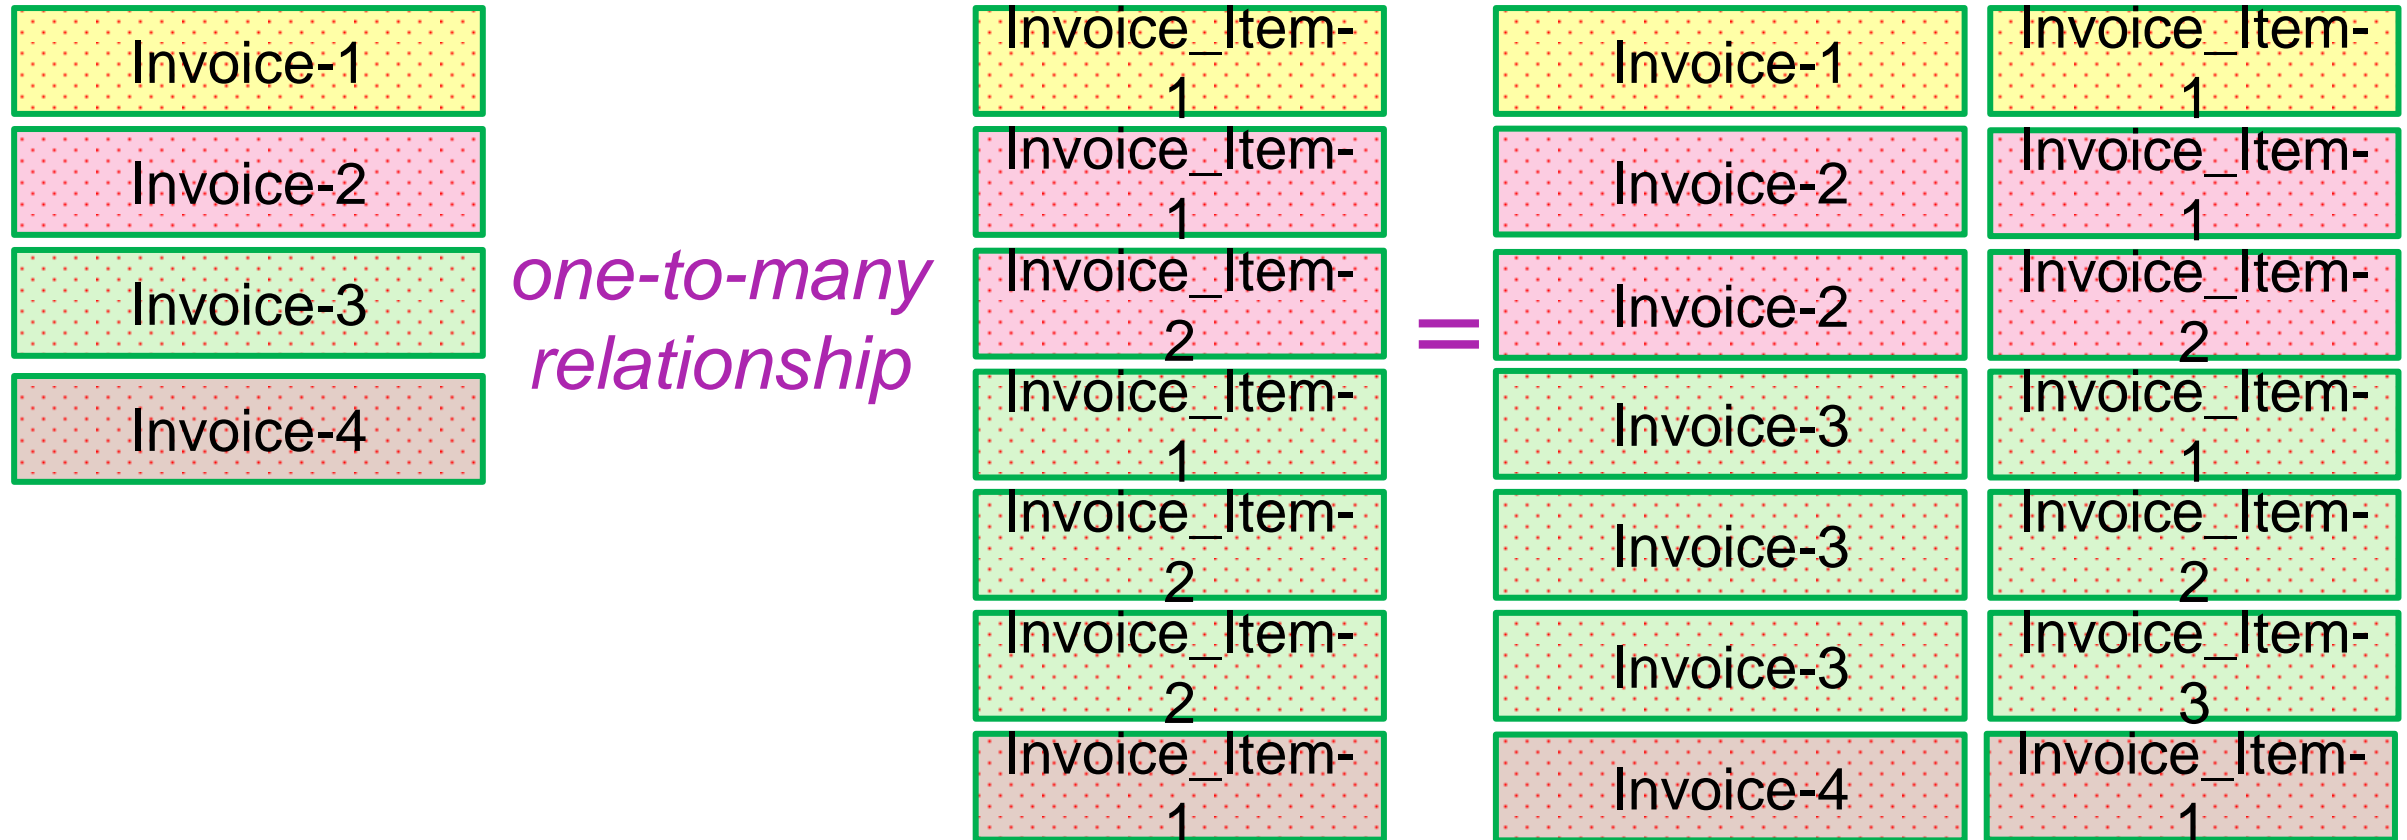 Invoice-1
Invoice-2
Invoice-3
Invoice-4
one-to-many
relationship
Invoice_Item-
1
Invoice_Item-
1
Invoice_Item-
2
Invoice_Item-
1
Invoice_Item-
2
Invoice_Item-
2
Invoice_Item-
1
=
Invoice-1
Invoice-2
Invoice-2
Invoice-3
Invoice-3
Invoice-3
Invoice-4
Invoice_Item-
1
Invoice_Item-
1
Invoice_Item-
2
Invoice_Item-
1
Invoice_Item-
2
Invoice_Item-
3
Invoice_Item-
1